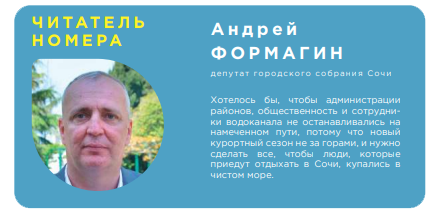 ЧИТАТЕЛЬ
НОМЕРА
Андрей
ФОРМАГИН
депутат городского собрания Сочи
Хотелось бы, чтобы администрации
районов, общественность и сотрудни-
ки водоканала не останавливались на
намеченном пути, потому что новый
курортный сезон не за горами, и нужно
сделать все, чтобы люди, которые
приедут отдыхать в Сочи, купались в
чистом море.